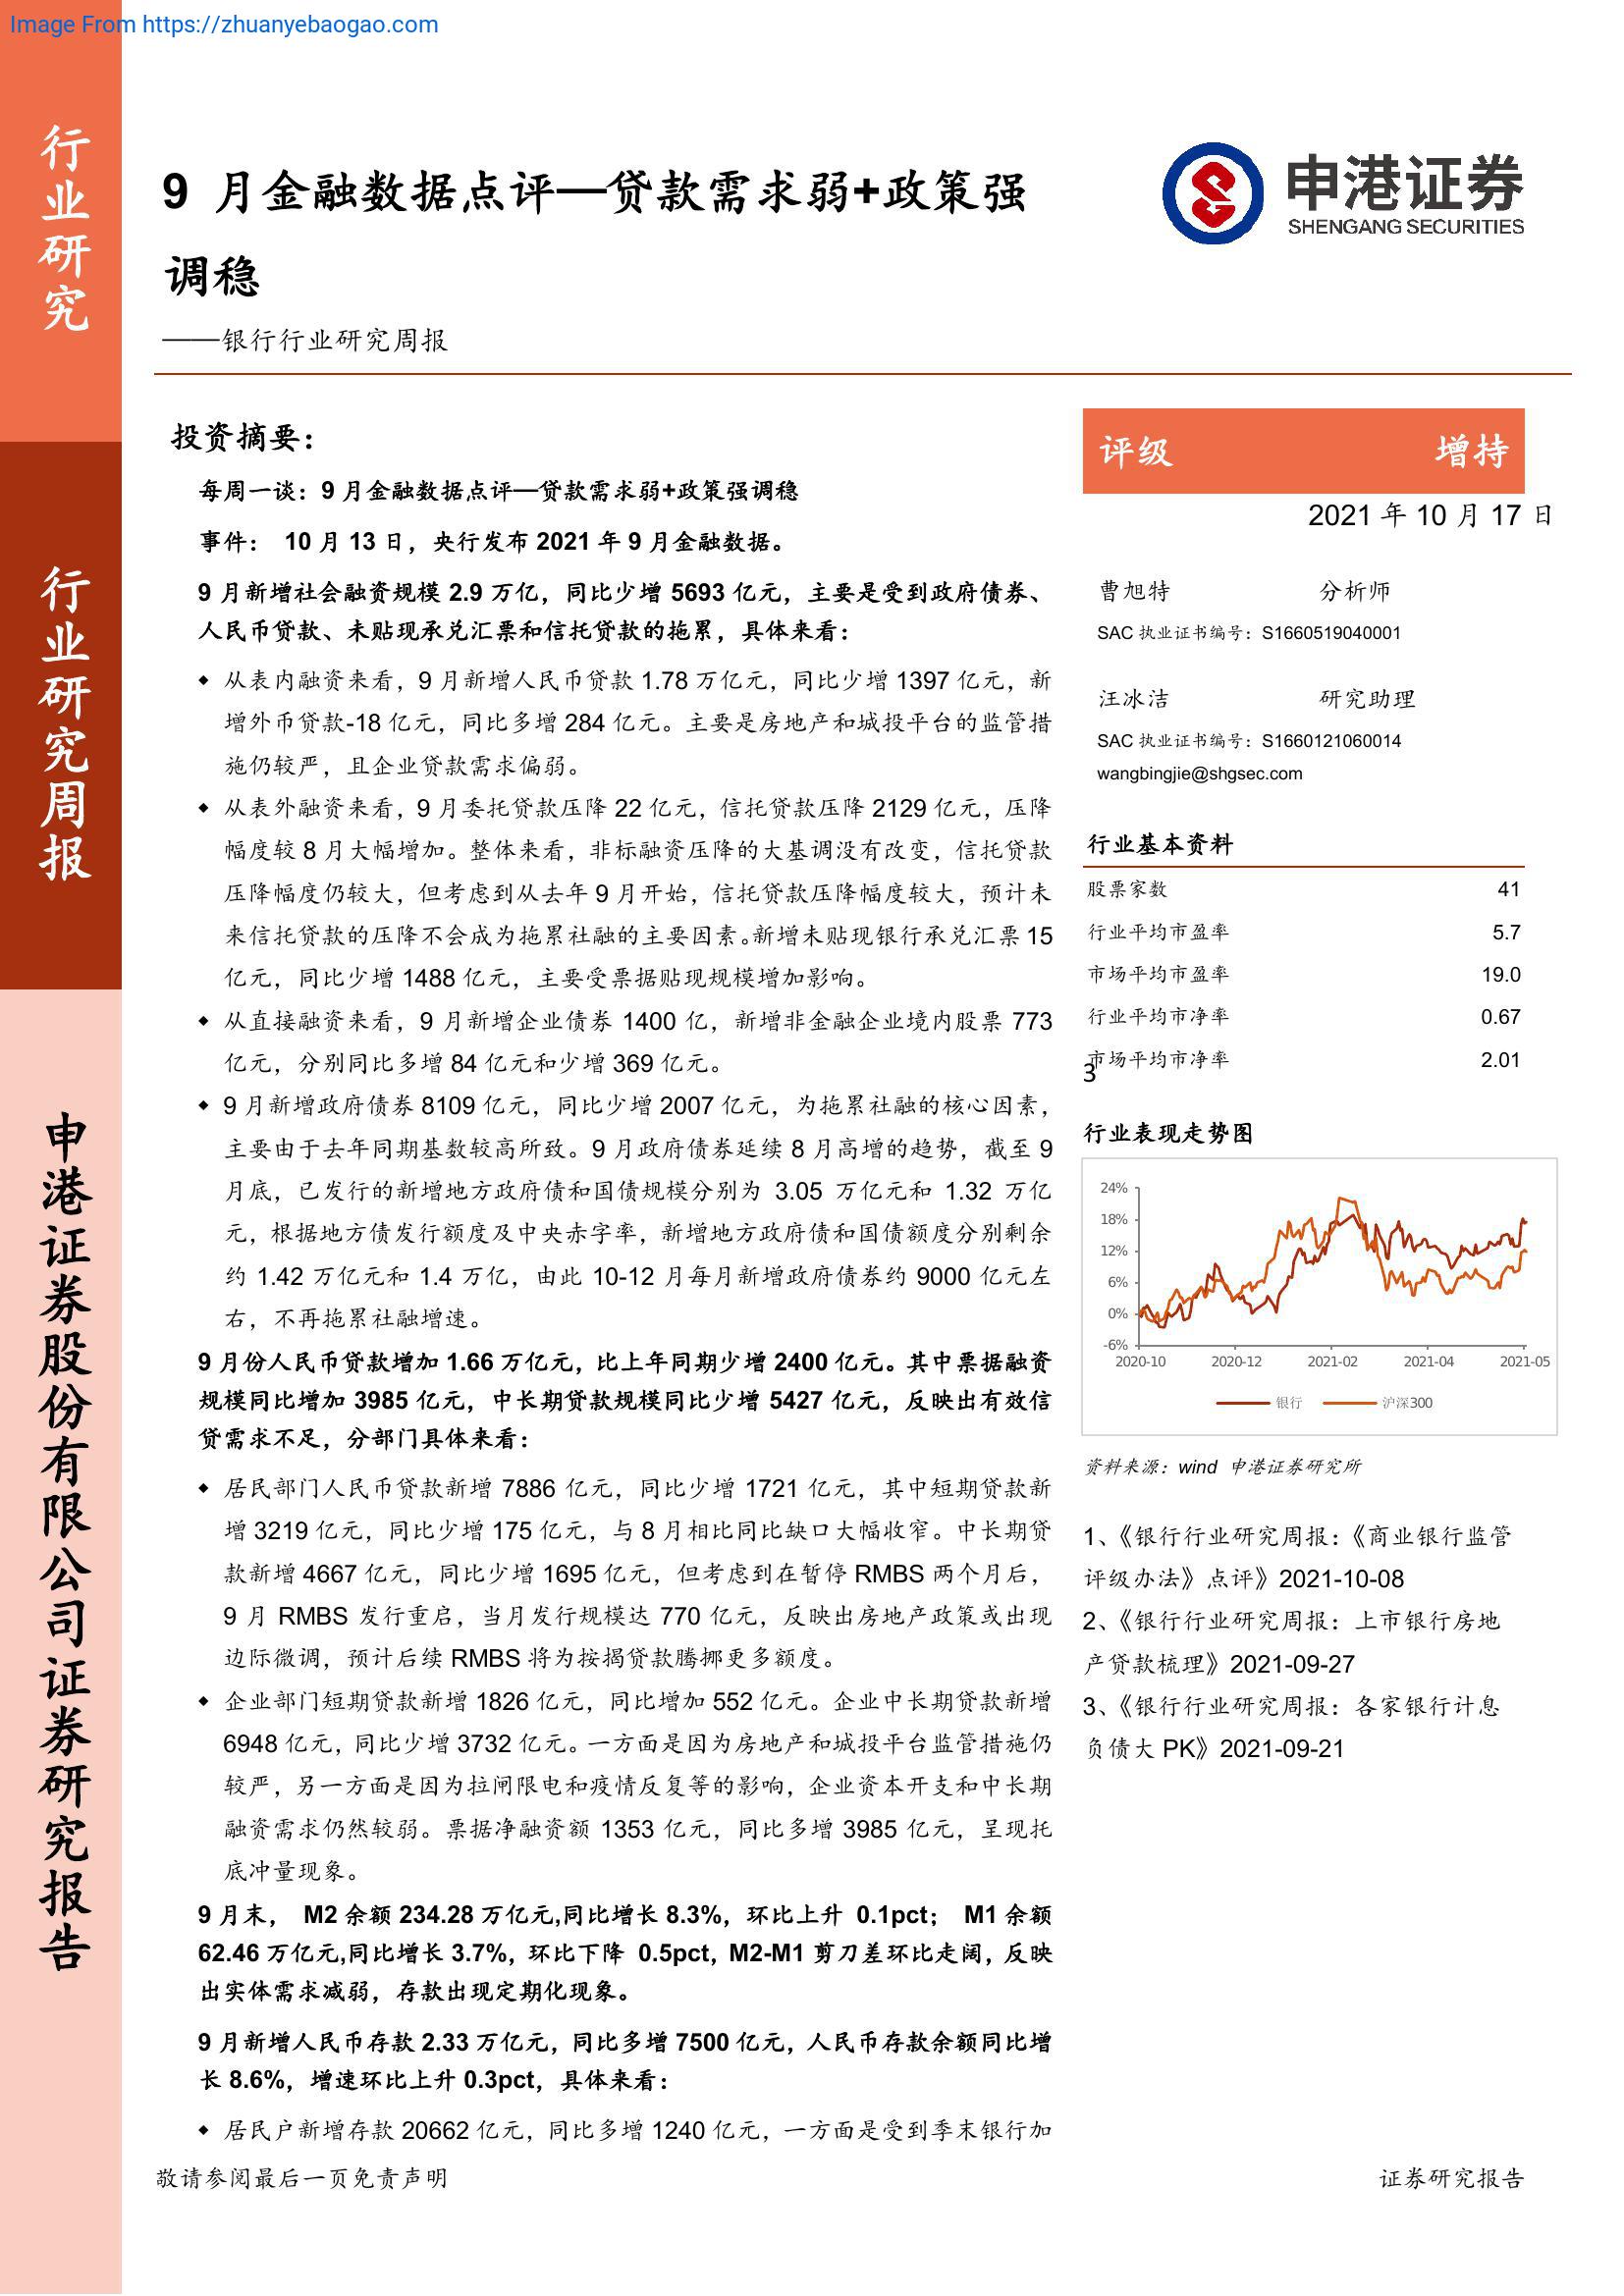 Image From https://zhuanyebaogao.com
行业研究
行业研究周报
申港证券股份有限公司证券研究报告
9 月金融数据点评—贷款需求弱+政策强
调稳
——银行行业研究周报
申港证券
SHENGANG SECURITIES
投资摘要：
每周一谈：9 月金融数据点评—贷款需求弱+政策强调稳
事件： 10 月 13 日，央行发布 2021 年 9 月金融数据。
9 月新增社会融资规模 2.9 万亿，同比少增 5693 亿元，主要是受到政府债券、
人民币贷款、未贴现承兑汇票和信托贷款的拖累，具体来看：
◆ 从表内融资来看，9 月新增人民币贷款 1.78 万亿元，同比少增 1397 亿元，新
增外币贷款-18 亿元，同比多增 284 亿元。主要是房地产和城投平台的监管措
施仍较严，且企业贷款需求偏弱。
◆ 从表外融资来看，9 月委托贷款压降 22 亿元，信托贷款压降 2129 亿元，压降
幅度较 8 月大幅增加。整体来看，非标融资压降的大基调没有改变，信托贷款
压降幅度仍较大，但考虑到从去年 9 月开始，信托贷款压降幅度较大，预计未
来信托贷款的压降不会成为拖累社融的主要因素。新增未贴现银行承兑汇票 15
亿元，同比少增 1488 亿元，主要受票据贴现规模增加影响。
◆ 从直接融资来看，9 月新增企业债券 1400 亿，新增非金融企业境内股票 773
亿元，分别同比多增 84 亿元和少增 369 亿元。
◆ 9 月新增政府债券 8109 亿元，同比少增 2007 亿元，为拖累社融的核心因素，
主要由于去年同期基数较高所致。9 月政府债券延续 8 月高增的趋势，截至 9
月底，已发行的新增地方政府债和国债规模分别为 3.05 万亿元和 1.32 万亿
元，根据地方债发行额度及中央赤字率，新增地方政府债和国债额度分别剩余
约 1.42 万亿元和 1.4 万亿，由此 10-12 月每月新增政府债券约 9000 亿元左
右，不再拖累社融增速。
9 月份人民币贷款增加 1.66 万亿元，比上年同期少增 2400 亿元。其中票据融资
规模同比增加 3985 亿元，中长期贷款规模同比少增 5427 亿元，反映出有效信
贷需求不足，分部门具体来看：
◆ 居民部门人民币贷款新增 7886 亿元，同比少增 1721 亿元，其中短期贷款新
增 3219 亿元，同比少增 175 亿元，与 8 月相比同比缺口大幅收窄。中长期贷
款新增 4667 亿元，同比少增 1695 亿元，但考虑到在暂停 RMBS 两个月后，
9 月 RMBS 发行重启，当月发行规模达 770 亿元，反映出房地产政策或出现
边际微调，预计后续 RMBS 将为按揭贷款腾挪更多额度。
◆ 企业部门短期贷款新增 1826 亿元，同比增加 552 亿元。企业中长期贷款新增
6948 亿元，同比少增 3732 亿元。一方面是因为房地产和城投平台监管措施仍
较严，另一方面是因为拉闸限电和疫情反复等的影响，企业资本开支和中长期
融资需求仍然较弱。票据净融资额 1353 亿元，同比多增 3985 亿元，呈现托
底冲量现象。
9 月末， M2 余额 234.28 万亿元,同比增长 8.3%，环比上升 0.1pct； M1 余额
62.46 万亿元,同比增长 3.7%，环比下降 0.5pct，M2-M1 剪刀差环比走阔，反映
出实体需求减弱，存款出现定期化现象。
9 月新增人民币存款 2.33 万亿元，同比多增 7500 亿元，人民币存款余额同比增
长 8.6%，增速环比上升 0.3pct，具体来看：
◆ 居民户新增存款 20662 亿元，同比多增 1240 亿元，一方面是受到季末银行加
评级 增持
2021 年 10 月 17 日
曹旭特 分析师
SAC 执业证书编号：S1660519040001
汪冰洁 研究助理
SAC 执业证书编号：S1660121060014
wangbingjie@shgsec.com
行业基本资料
股票家数 41
行业平均市盈率 5.7
市场平均市盈率 19.0
行业平均市净率 0.67
市场平均市净率 2.01
3
行业表现走势图
24%
18%
12%
6%
0%
-6%
2020-10 2020-12 2021-02 2021-04 2021-05
银行 沪深300
资料来源：wind 申港证券研究所
1、《银行行业研究周报：《商业银行监管
评级办法》点评》2021-10-08
2、《银行行业研究周报：上市银行房地
产贷款梳理》2021-09-27
3、《银行行业研究周报：各家银行计息
负债大 PK》2021-09-21
敬请参阅最后一页免责声明 证券研究报告